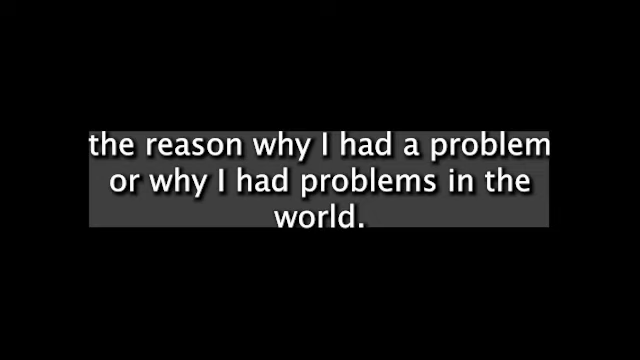 the reason why I had a problem
or why I had problems in the
world.